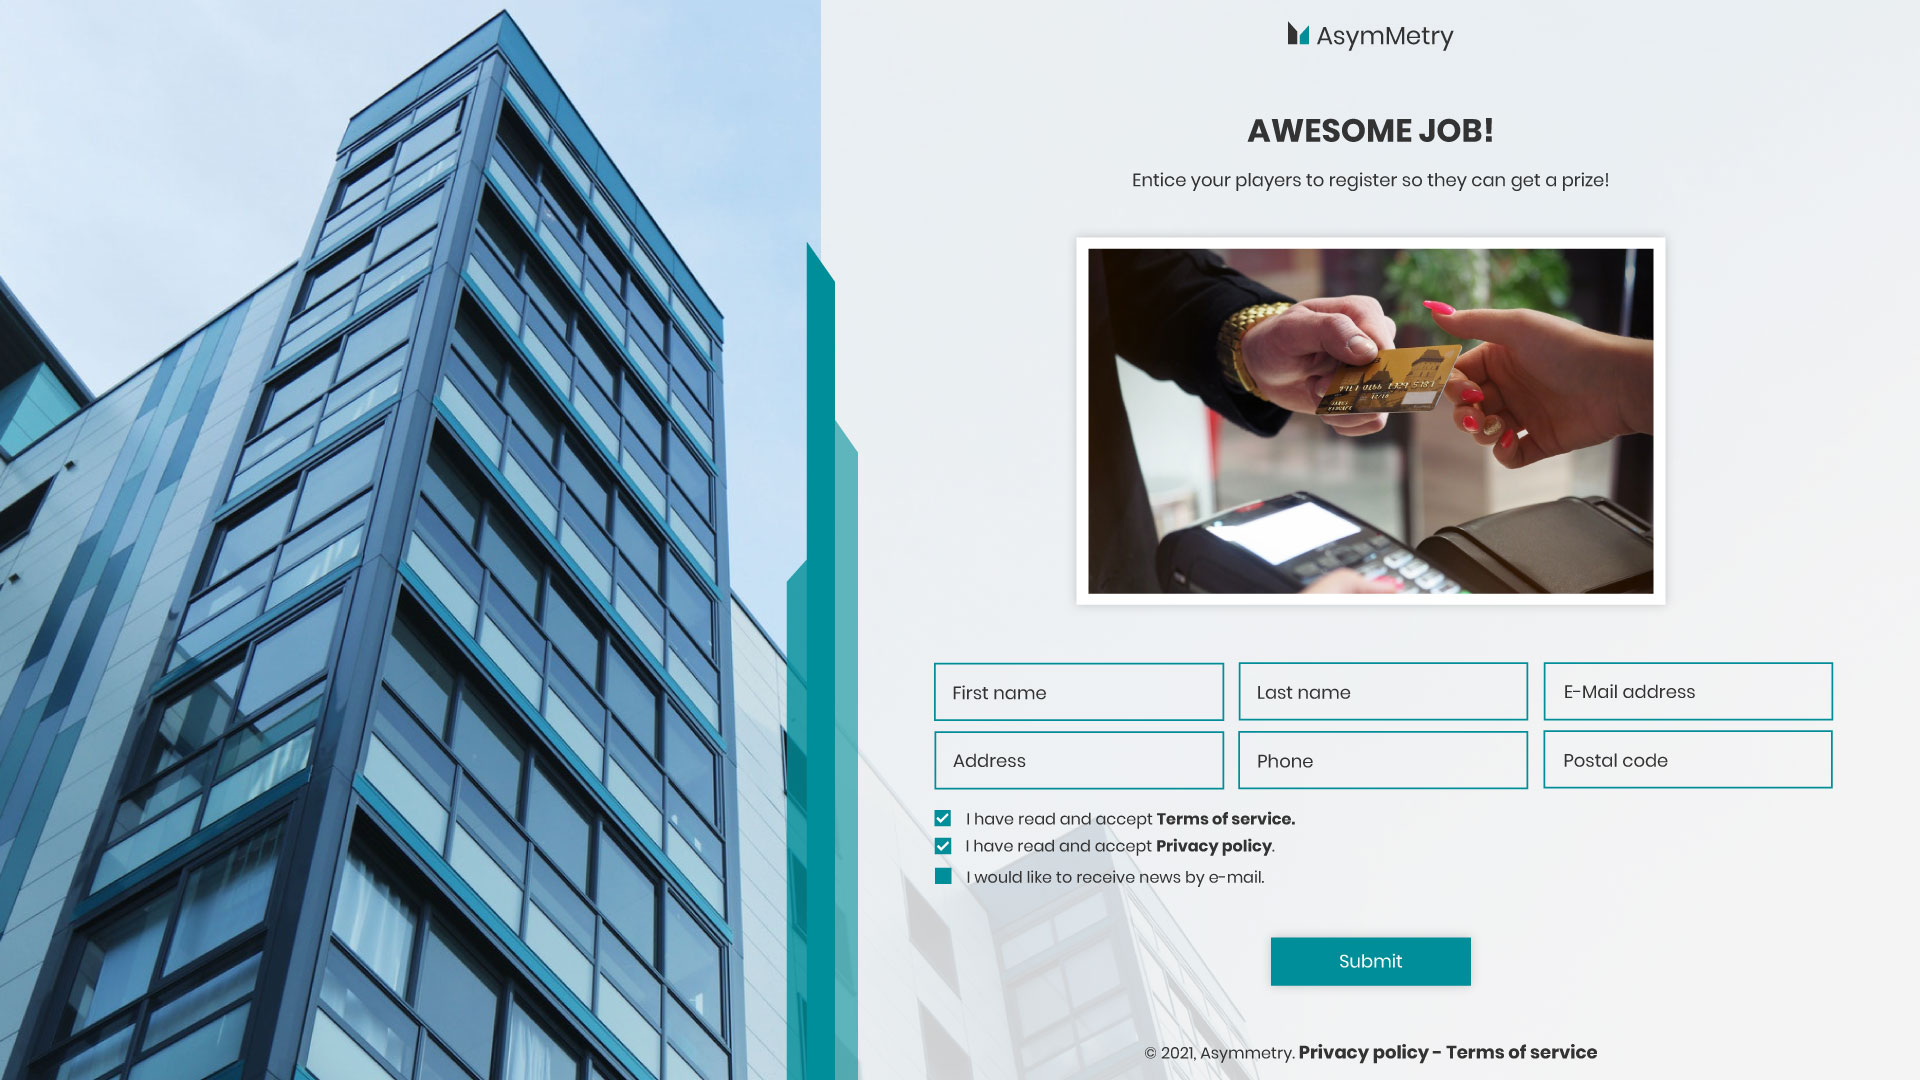 AsymMetry
AWESOME JOB!
Entice your players to register so they can get a prize!
First name
Last name
E-Mail address
Address
Phone
Postal code
I have read and accept Terms of service.
I have read and accept Privacy policy.
I would like to receive news by e-mail.
Submit
© 2021, Asymmetry. Privacy policy - Terms of service